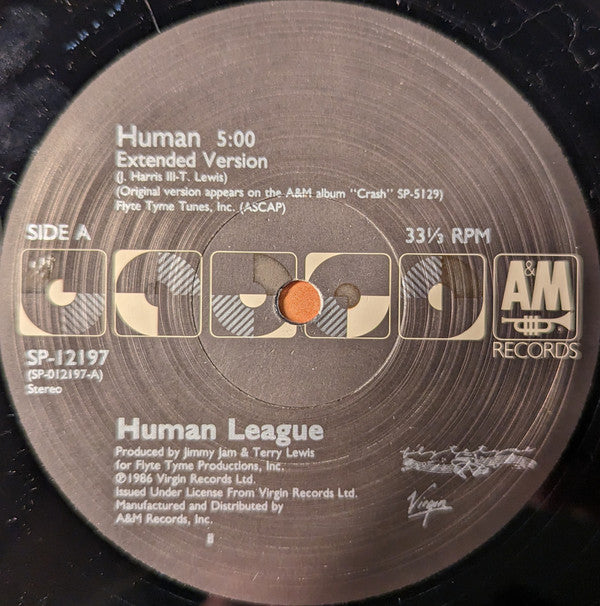 Human 5:00
Extended Version
(J. Harris III-T. Lewis)
(Original version appears on the A&M album "Crash" SP-5129)
Flyte Tyme Tunes, Inc. (ASCAP)
SIDE A
33⅓ RPM
A&M
RECORDS
SP-12197
(SP-012197-A)
Stereo
Human League
Produced by Jimmy Jam & Terry Lewis
for Flyte Tyme Productions, Inc.
℗1986 Virgin Records Ltd.
Issued Under License From Virgin Records Ltd.
Manufactured and Distributed by
A&M Records, Inc.
Virgin
B